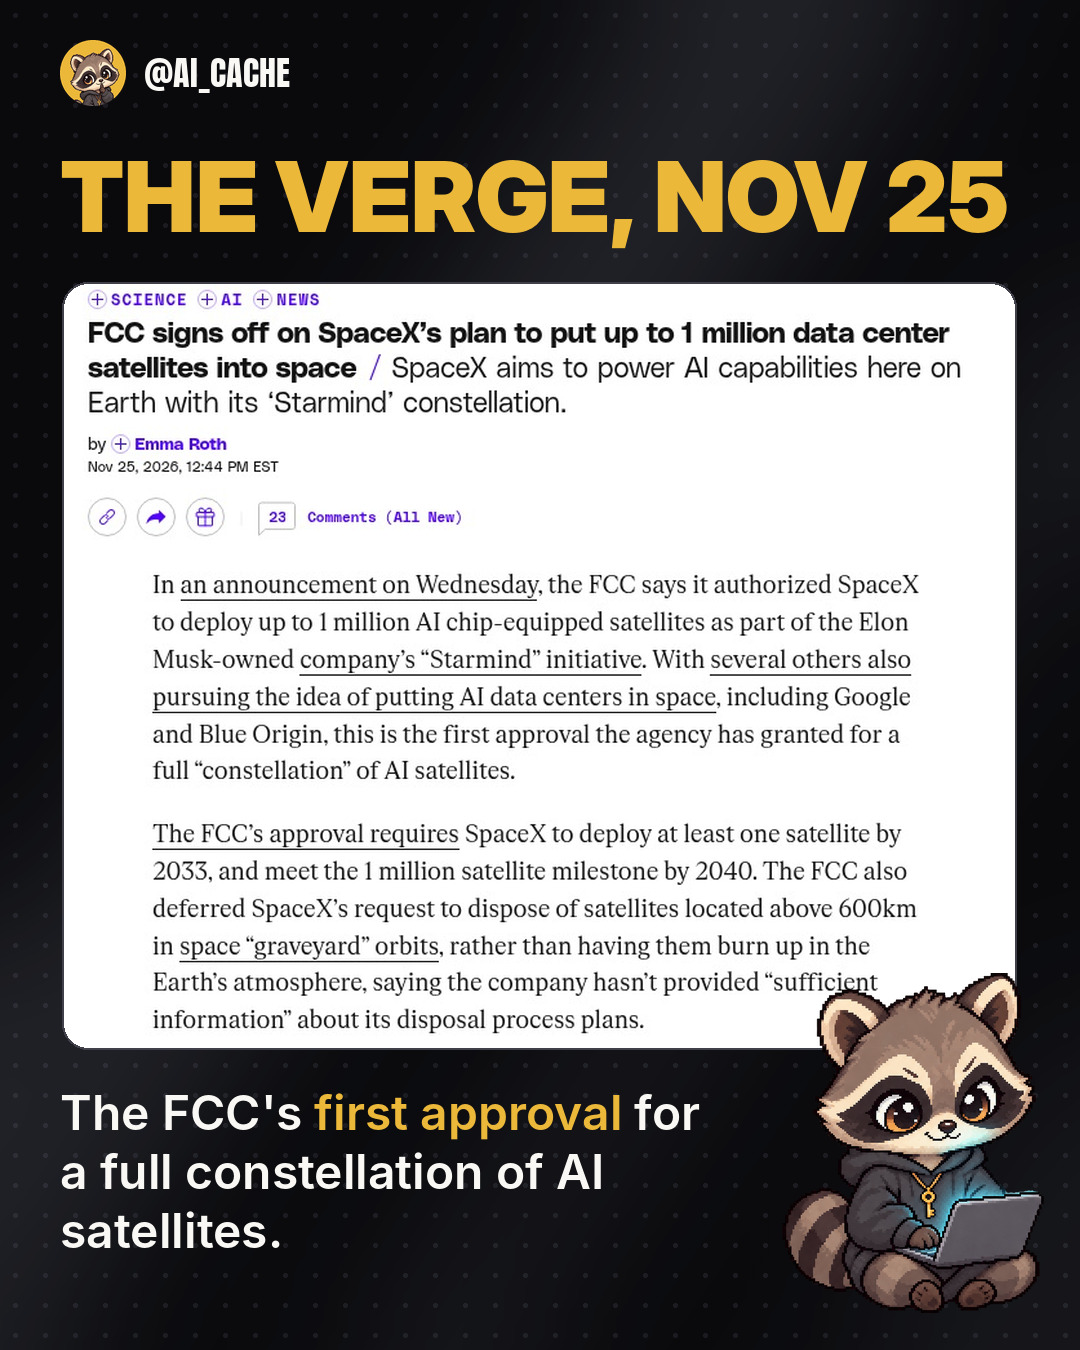 @AI_CACHE
THE VERGE, NOV 25
SCIENCE AI NEWS
FCC signs off on SpaceX’s plan to put up to 1 million data center
satellites into space / SpaceX aims to power AI capabilities here on
Earth with its ‘Starmind’ constellation.
by Emma Roth
Nov 25, 2026, 12:44 PM EST
23 Comments (All New)
In an announcement on Wednesday, the FCC says it authorized SpaceX
to deploy up to 1 million AI chip-equipped satellites as part of the Elon
Musk-owned company’s “Starmind” initiative. With several others also
pursuing the idea of putting AI data centers in space, including Google
and Blue Origin, this is the first approval the agency has granted for a
full “constellation” of AI satellites.
The FCC’s approval requires SpaceX to deploy at least one satellite by
2033, and meet the 1 million satellite milestone by 2040. The FCC also
deferred SpaceX’s request to dispose of satellites located above 600km
in space “graveyard” orbits, rather than having them burn up in the
Earth’s atmosphere, saying the company hasn’t provided “sufficient
information” about its disposal process plans.
The FCC's first approval for
a full constellation of AI
satellites.